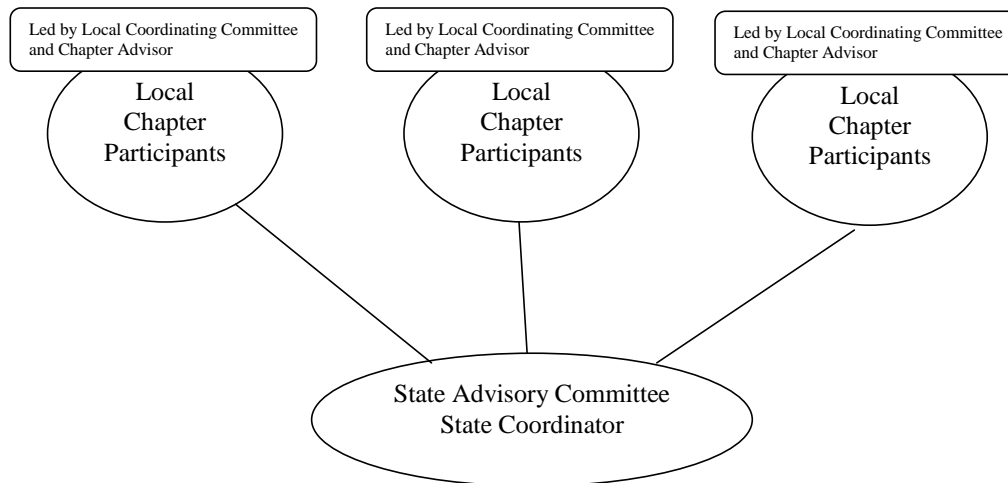 Led by Local Coordinating Committee
and Chapter Advisor
Local
Chapter
Participants
Led by Local Coordinating Committee
and Chapter Advisor
Local
Chapter
Participants
Led by Local Coordinating Committee
and Chapter Advisor
Local
Chapter
Participants
State Advisory Committee
State Coordinator